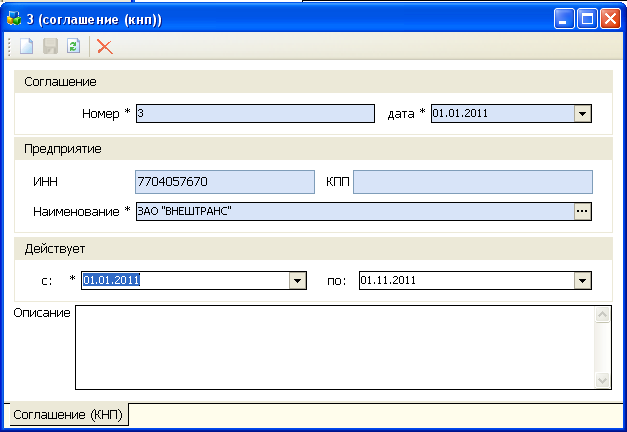 3 (соглашение (кнп))
Соглашение
Номер * 3 дата * 01.01.2011
Предприятие
ИНН 7704057670 КПП
Наименование * ЗАО "ВНЕШТРАНС"
Действует
с: * 01.01.2011 по: 01.11.2011
Описание
Соглашение (КНП)